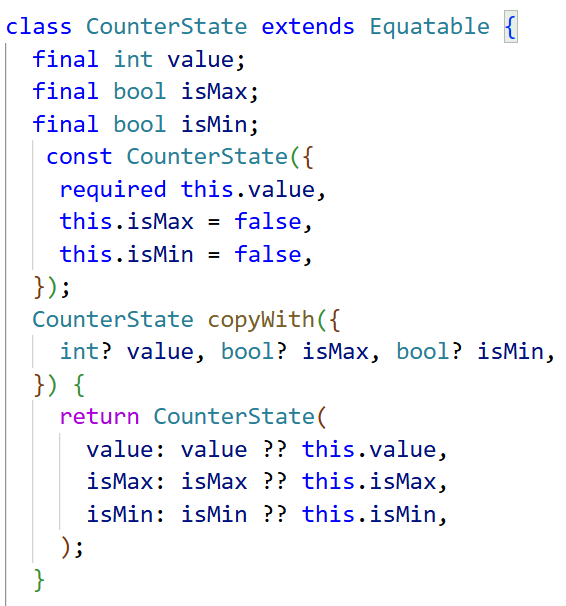 class CounterState extends Equatable {
  final int value;
  final bool isMax;
  final bool isMin;
   const CounterState({
    required this.value,
    this.isMax = false,
    this.isMin = false,
  });
  CounterState copyWith({
    int? value, bool? isMax, bool? isMin,
  }) {
    return CounterState(
      value: value ?? this.value,
      isMax: isMax ?? this.isMax,
      isMin: isMin ?? this.isMin,
    );
  }